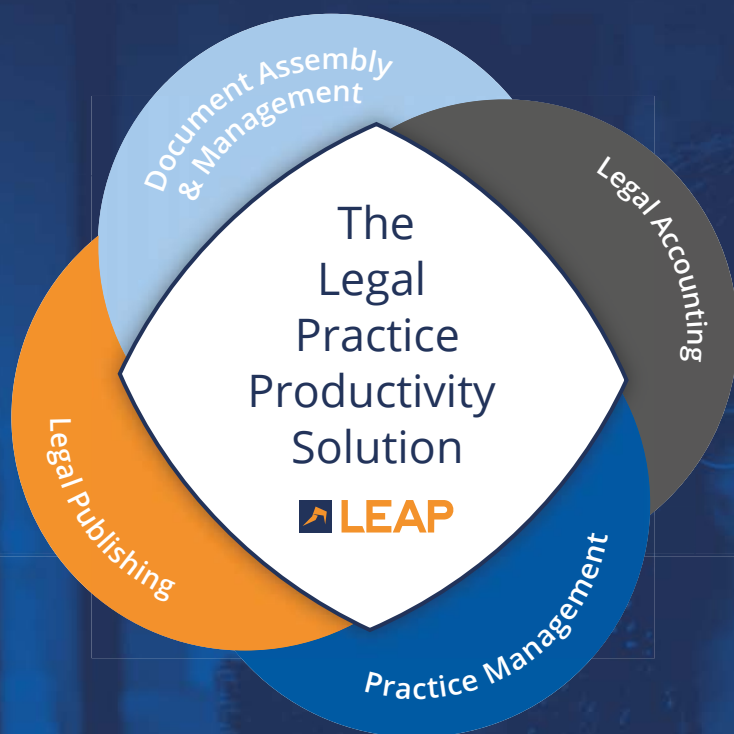 Document Assembly
& Management
Legal Accounting
The
Legal
Practice
Productivity
Solution
LEAP
Legal Publishing
Practice Management